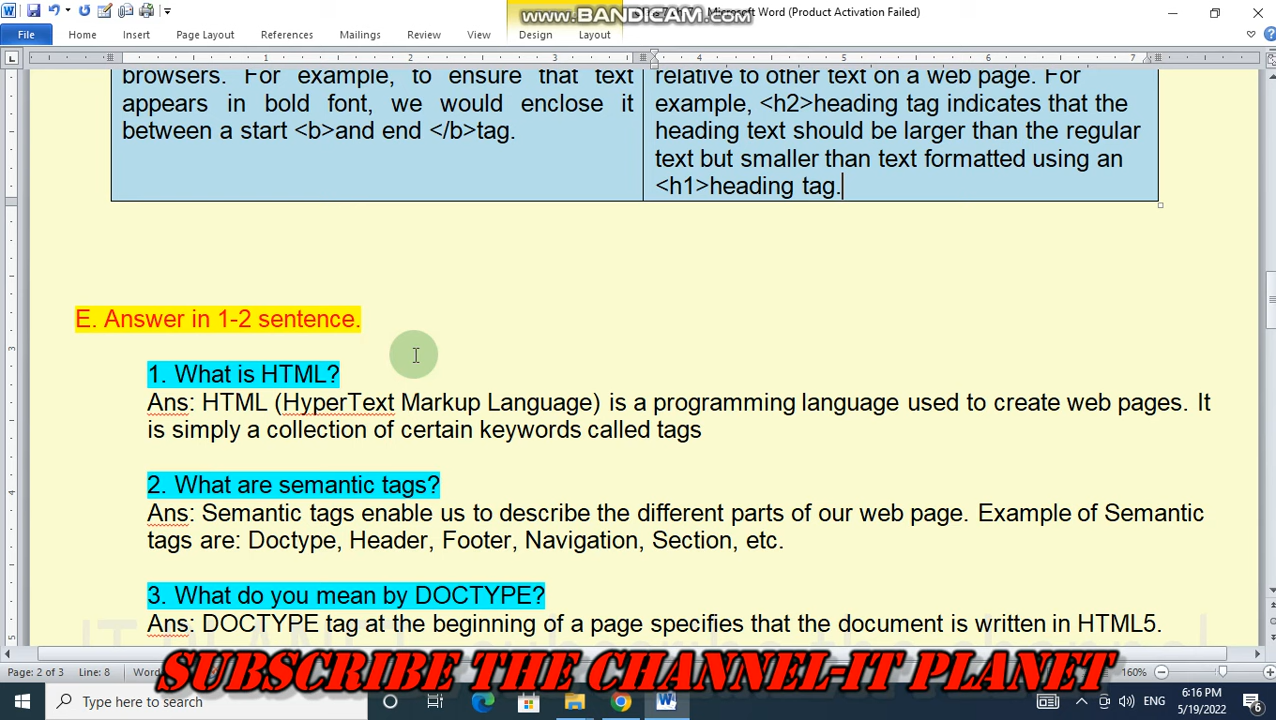 www.BANDICAM.com
Microsoft Word (Product Activation Failed)
File Home Insert Page Layout References Mailings Review View Design Layout
2 3 4 5 6 7
browsers. For example, to ensure that text
appears in bold font, we would enclose it
between a start <b>and end </b>tag.
relative to other text on a web page. For
example, <h2>heading tag indicates that the
heading text should be larger than the regular
text but smaller than text formatted using an
<h1>heading tag.
E. Answer in 1-2 sentence.
1. What is HTML?
Ans: HTML (HyperText Markup Language) is a programming language used to create web pages. It
is simply a collection of certain keywords called tags
2. What are semantic tags?
Ans: Semantic tags enable us to describe the different parts of our web page. Example of Semantic
tags are: Doctype, Header, Footer, Navigation, Section, etc.
3. What do you mean by DOCTYPE?
Ans: DOCTYPE tag at the beginning of a page specifies that the document is written in HTML5.
Page: 2 of 3 Line: 8 160%
SUBSCRIBE THE CHANNEL-IT PLANET
Type here to search
ENG
6:16 PM
5/19/2022
6